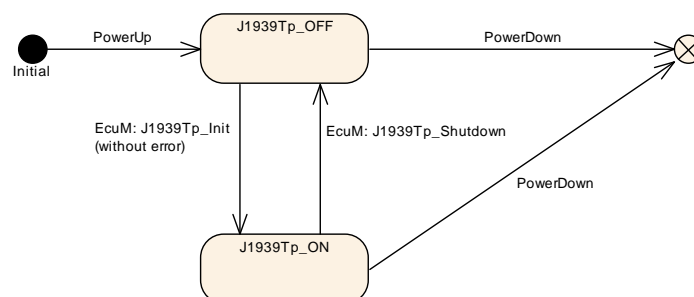 J1939Tp_OFF
PowerUp
PowerDown
Initial
EcuM: J1939Tp_Init
(without error)
EcuM: J1939Tp_Shutdown
PowerDown
J1939Tp_ON